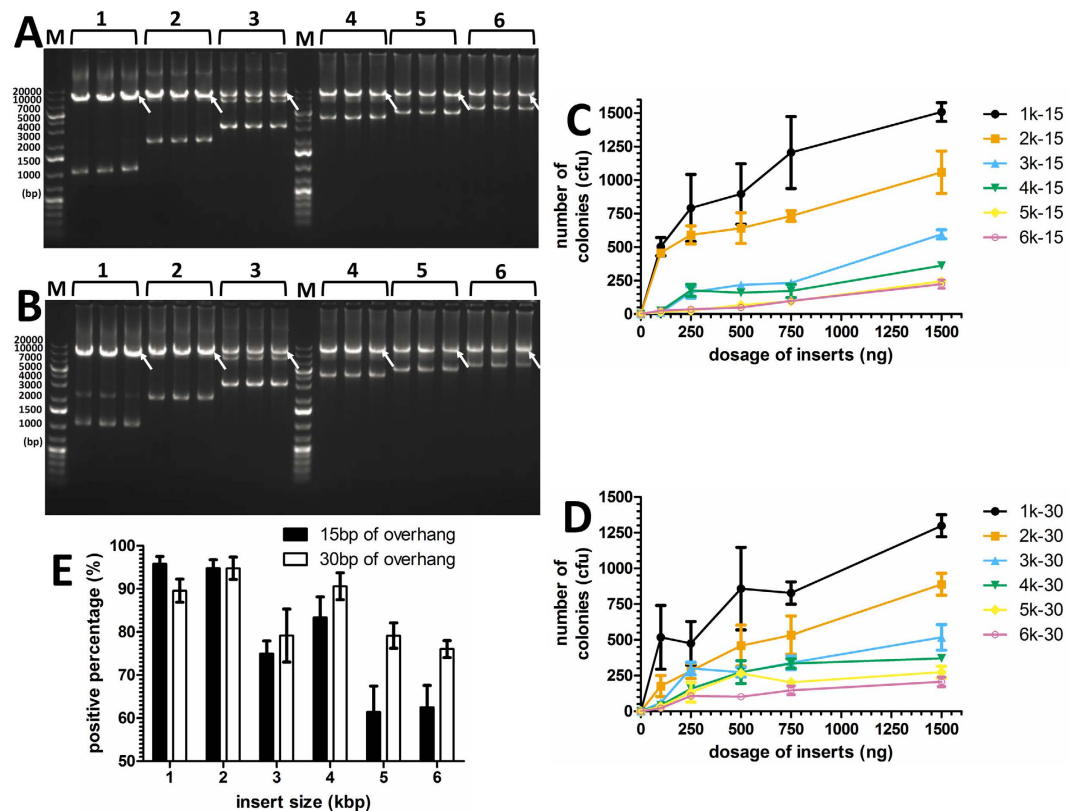 A
M 1 2 3 M 4 5 6
20000
10000
7000
5000
4000
3000
2000
1500
1000
(bp)
B
M 1 2 3 M 4 5 6
20000
10000
7000
5000
4000
3000
2000
1500
1000
(bp)
C
number of
colonies (cfu)
1500
1250
1000
750
500
250
0
0 250 500 750 1000 1250 1500
dosage of inserts (ng)
1k-15
2k-15
3k-15
4k-15
5k-15
6k-15
D
number of
colonies (cfu)
1500
1250
1000
750
500
250
0
0 250 500 750 1000 1250 1500
dosage of inserts (ng)
1k-30
2k-30
3k-30
4k-30
5k-30
6k-30
E
15bp of overhang
30bp of overhang
positive percentage (%)
100
90
80
70
60
50
1 2 3 4 5 6
insert size (kbp)